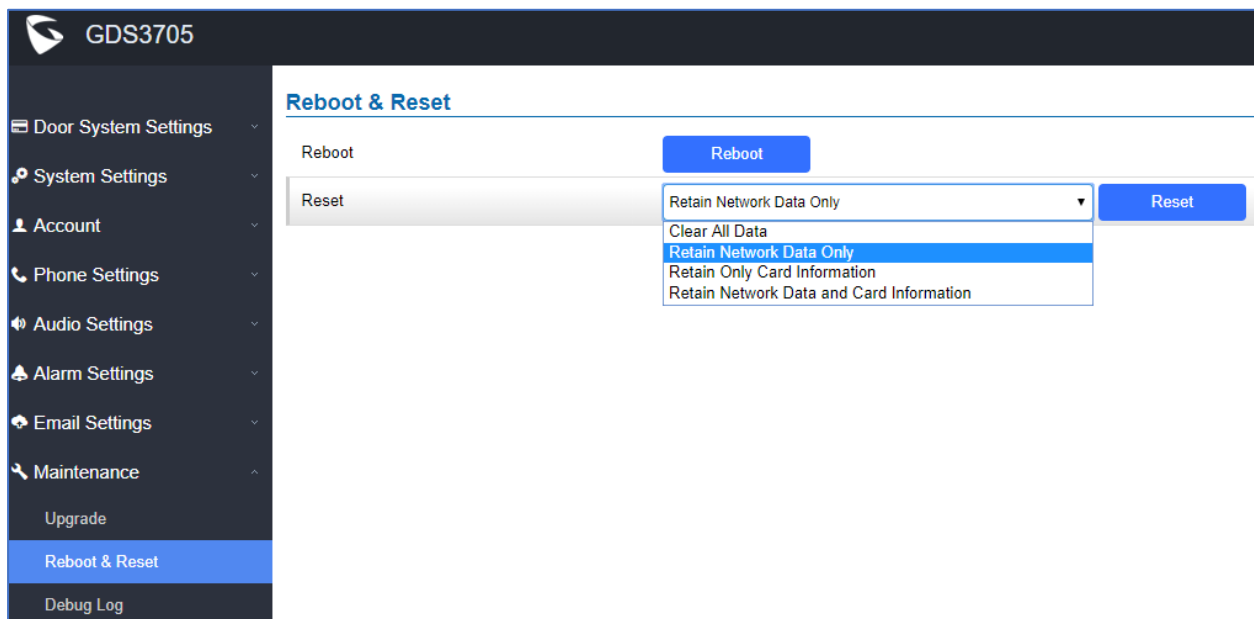 GDS3705
Door System Settings
System Settings
Account
Phone Settings
Audio Settings
Alarm Settings
Email Settings
Maintenance
Upgrade
Reboot & Reset
Debug Log
Reboot & Reset
Reboot Reboot
Reset Retain Network Data Only Reset
Clear All Data
Retain Network Data Only
Retain Only Card Information
Retain Network Data and Card Information